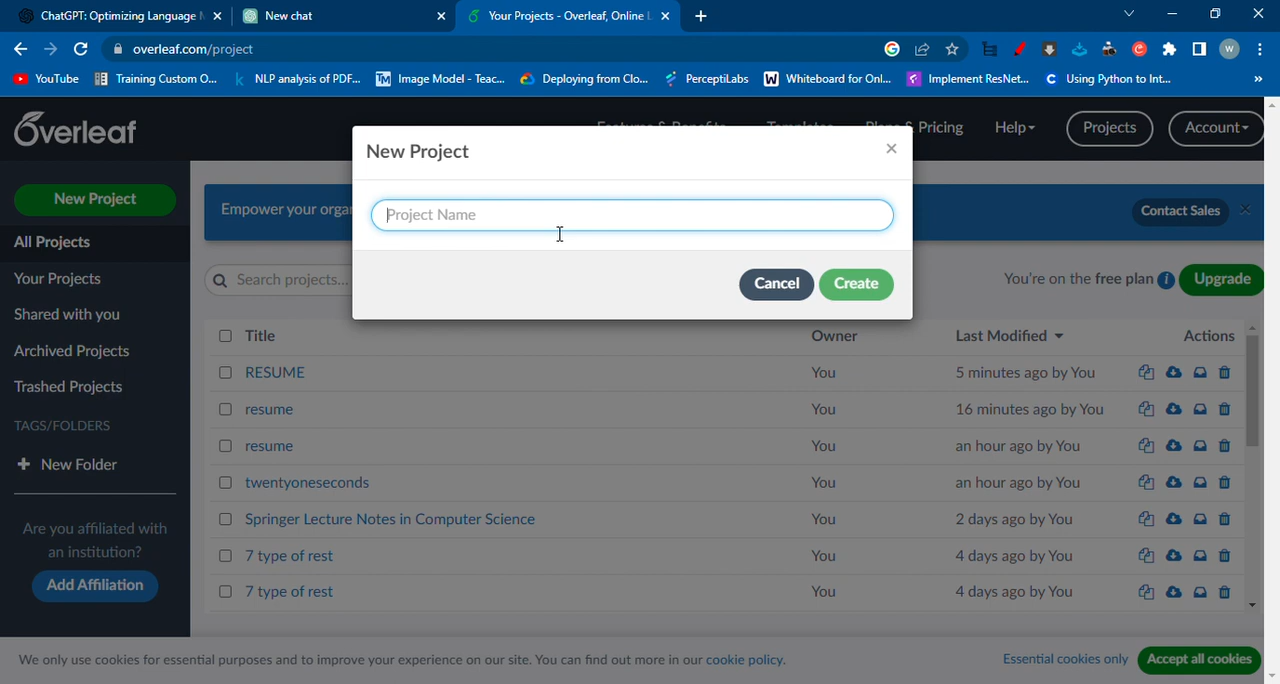 ChatGPT: Optimizing Language
New chat
Your Projects - Overleaf, Online L
overleaf.com/project
W
YouTube
Training Custom O...
NLP analysis of PDF...
Image Model - Teac...
Deploying from Clo...
PerceptiLabs
Whiteboard for Onl...
Implement ResNet...
Using Python to Int...
Overleaf
Features & Benefits
Templates
Plans & Pricing
Help
Projects
Account
New Project
New Project
Project Name
Empower your organ
Contact Sales
All Projects
Your Projects
Search projects...
Cancel
Create
You're on the free plan
Upgrade
Shared with you
Title
Owner
Last Modified
Actions
Archived Projects
RESUME
You
5 minutes ago by You
Trashed Projects
resume
You
16 minutes ago by You
TAGS/FOLDERS
resume
You
an hour ago by You
New Folder
twentyoneseconds
You
an hour ago by You
Springer Lecture Notes in Computer Science
You
2 days ago by You
Are you affiliated with
an institution?
7 type of rest
You
4 days ago by You
Add Affiliation
7 type of rest
You
4 days ago by You
We only use cookies for essential purposes and to improve your experience on our site. You can find out more in our cookie policy.
Essential cookies only
Accept all cookies